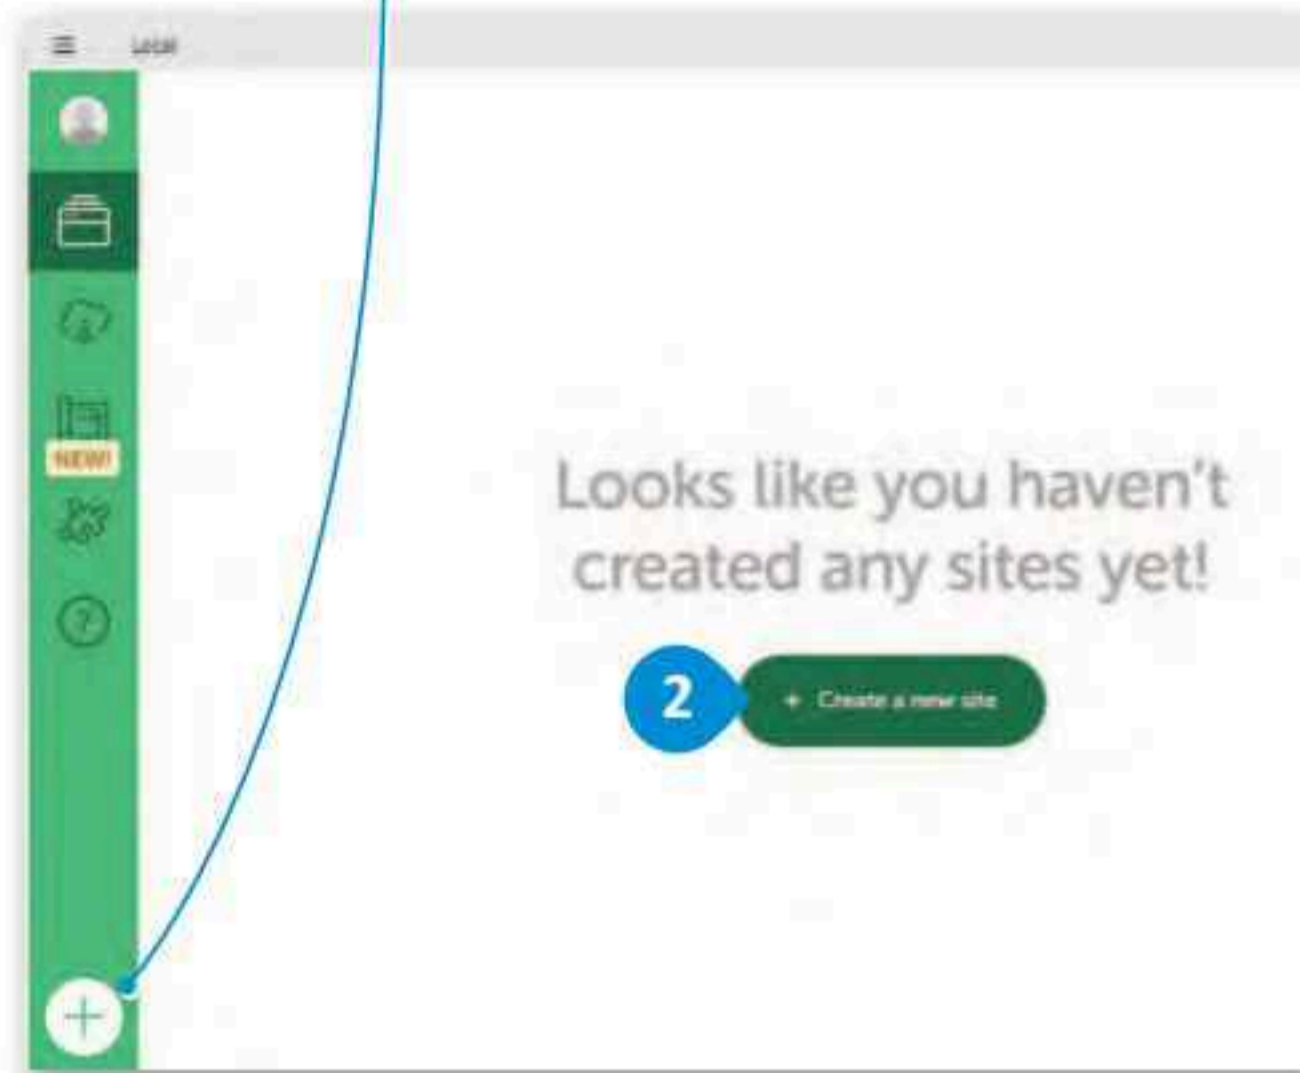 Local
NEW!
Looks like you haven't
created any sites yet!
2
+ Create a new site